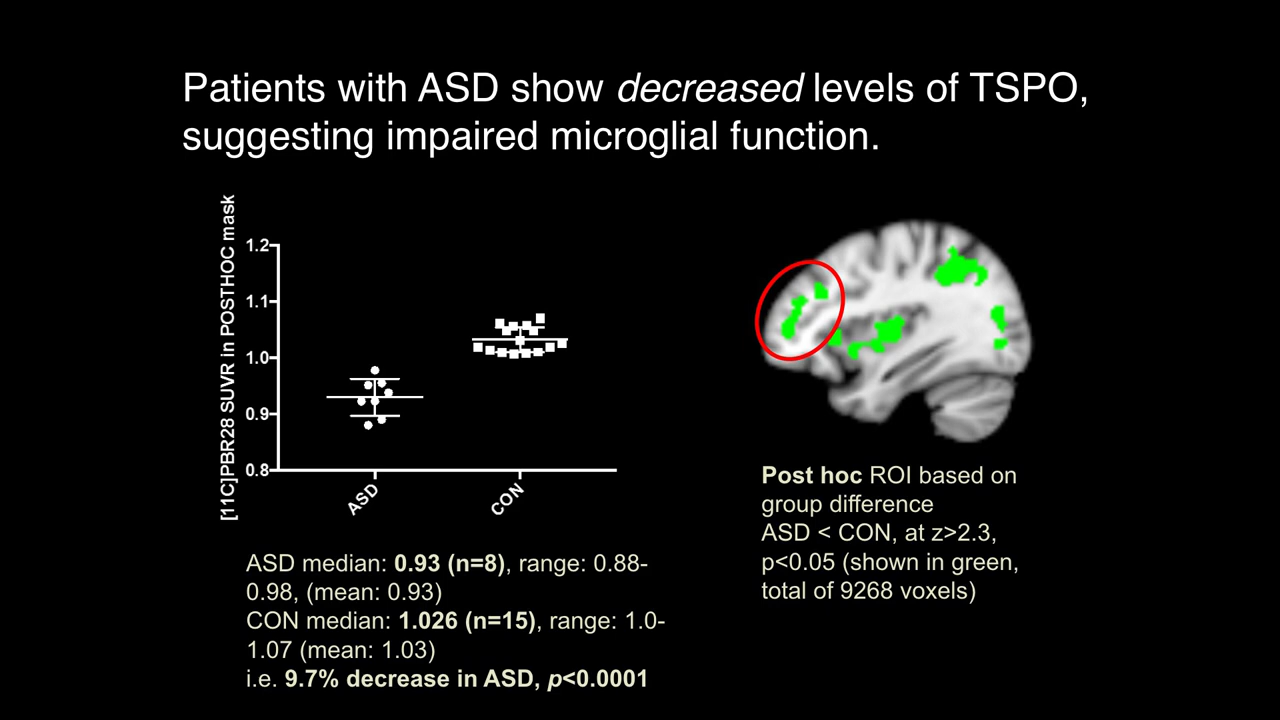 Patients with ASD show decreased levels of TSPO,
suggesting impaired microglial function.
[11C]PBR28 SUVR in POSTHOC mask
1.2
1.1
1.0
0.9
0.8
ASD
CON
ASD median: 0.93 (n=8), range: 0.88-
0.98, (mean: 0.93)
CON median: 1.026 (n=15), range: 1.0-
1.07 (mean: 1.03)
i.e. 9.7% decrease in ASD, p<0.0001
Post hoc ROI based on
group difference
ASD < CON, at z>2.3,
p<0.05 (shown in green,
total of 9268 voxels)